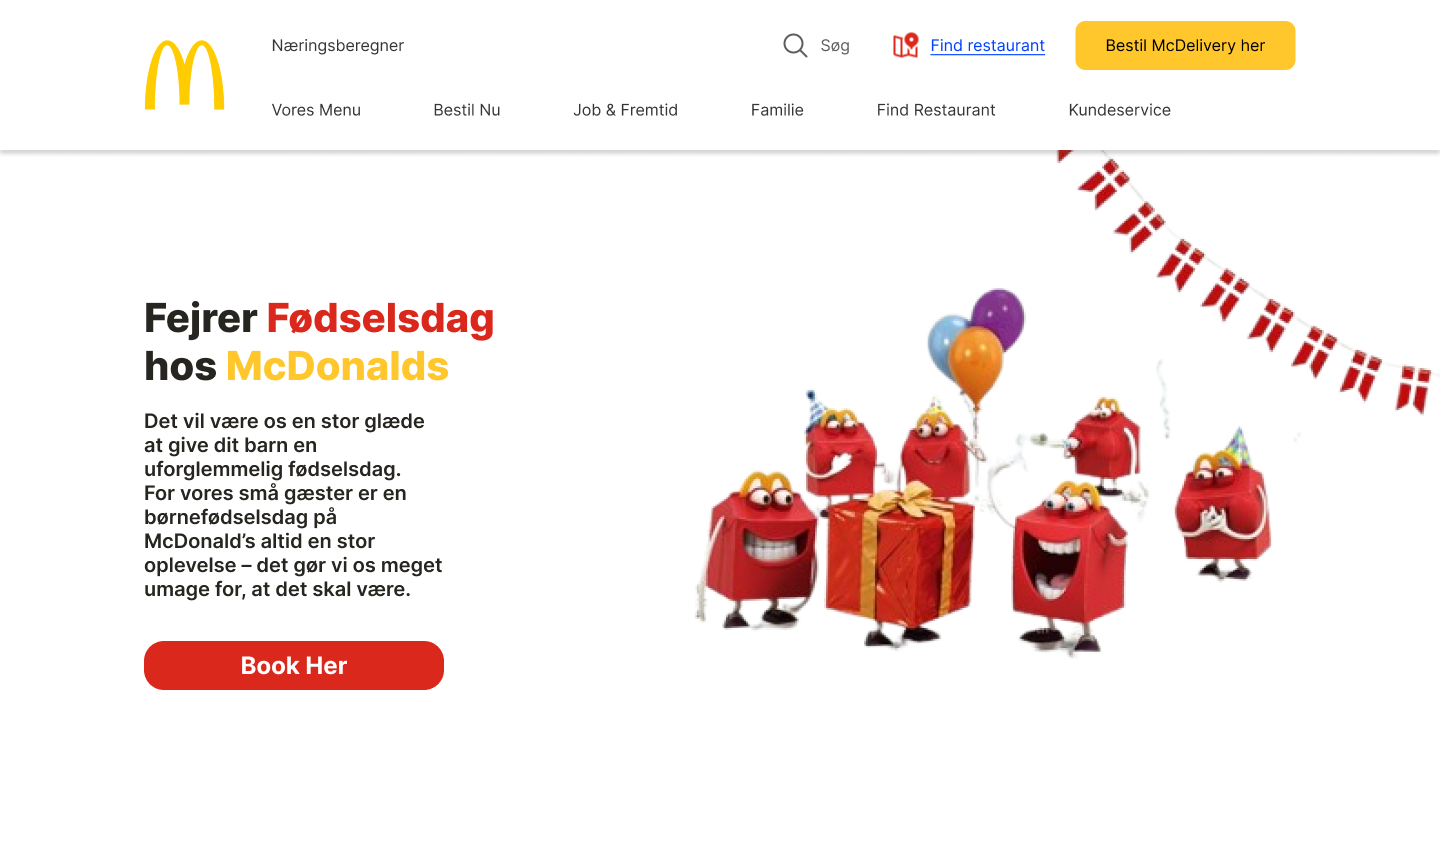 Næringsberegner
Søg
Find restaurant
Bestil McDelivery her
Vores Menu
Bestil Nu
Job & Fremtid
Familie
Find Restaurant
Kundeservice
Fejrer Fødselsdag
hos McDonalds
Det vil være os en stor glæde
at give dit barn en
uforglemmelig fødselsdag.
For vores små gæster er en
børnefødselsdag på
McDonald’s altid en stor
oplevelse – det gør vi os meget
umage for, at det skal være.
Book Her